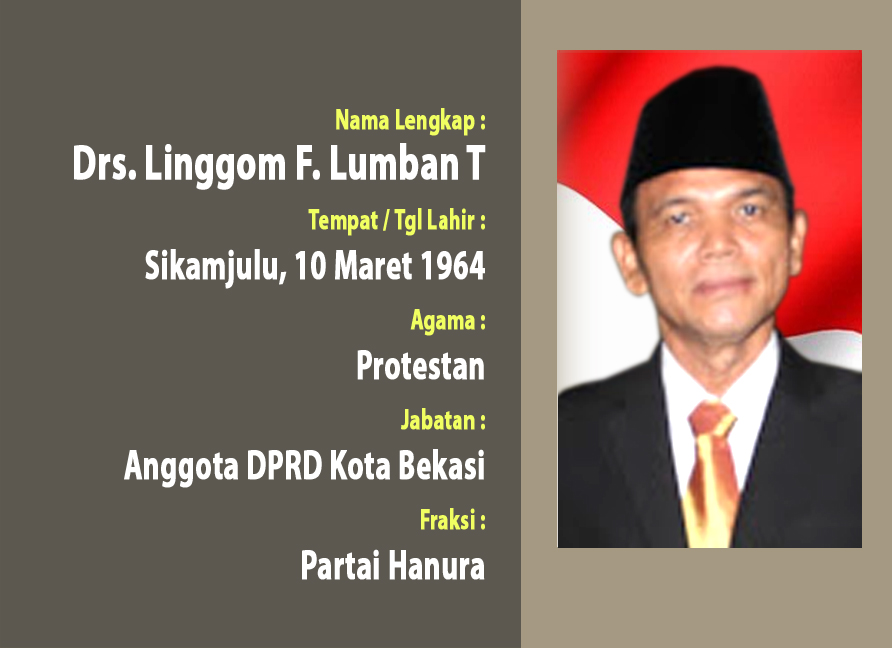 Nama Lengkap :
Drs. Linggom F. Lumban T
Tempat / Tgl Lahir :
Sikamjulu, 10 Maret 1964
Agama :
Protestan
Jabatan :
Anggota DPRD Kota Bekasi
Fraksi :
Partai Hanura